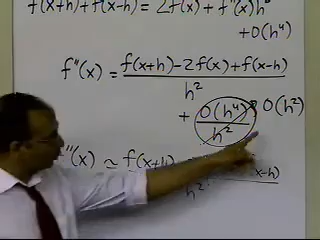 f(x+h)+f(x-h) = 2f(x)+f''(x)h²
+O(h⁴)
f''(x) = f(x+h)-2f(x)+f(x-h)
h²
+ O(h⁴) O(h²)
h²
f''(x) ≃ f(x+h) x-h)
h²